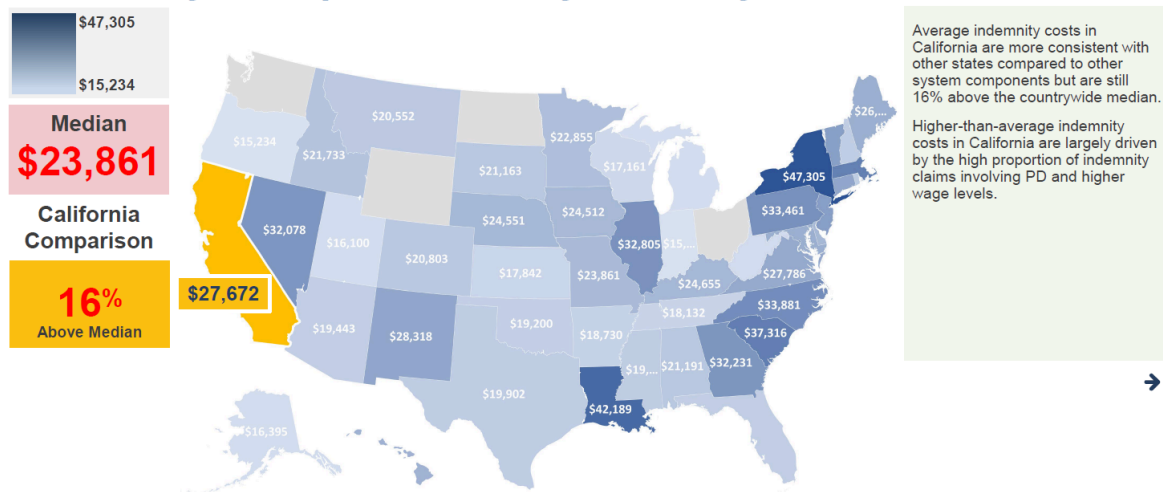 $47,305
$15,234
Median
$23,861
California
Comparison
16%
Above Median
$15,234
$21,733
$20,552
$22,855
$17,161
$26,...
$21,163
$47,305
$24,551
$24,512
$33,461
$32,078
$16,100
$20,803
$32,805
$15,...
$17,842
$23,861
$24,655
$27,786
$27,672
$19,443
$28,318
$19,200
$18,730
$18,132
$33,881
$37,316
$19,902
$19,...
$21,191
$32,231
$42,189
$16,395
Average indemnity costs in
California are more consistent with
other states compared to other
system components but are still
16% above the countrywide median.
Higher-than-average indemnity
costs in California are largely driven
by the high proportion of indemnity
claims involving PD and higher
wage levels.